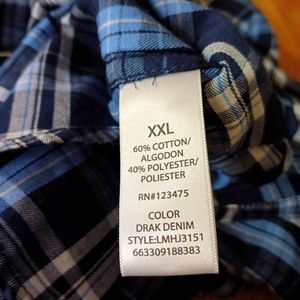 XXL
60% COTTON/
ALGODON
40% POLYESTER/
POLIESTER
RN#123475
COLOR
DRAK DENIM
STYLE:LMHJ3151
663309188383